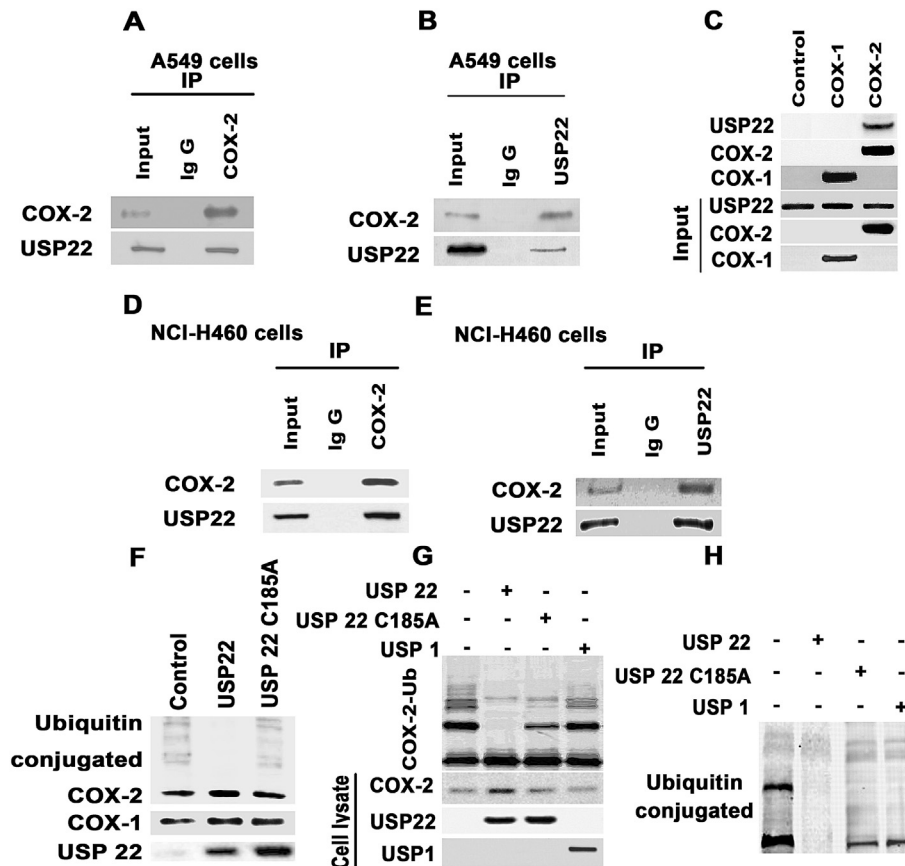 A
A549 cells
IP
Input
Ig G
COX-2
COX-2
USP22
B
A549 cells
IP
Input
Ig G
USP22
COX-2
USP22
C
Control
COX-1
COX-2
USP22
COX-2
COX-1
USP22
COX-2
COX-1
Input
D
NCI-H460 cells
IP
Input
Ig G
COX-2
COX-2
USP22
E
NCI-H460 cells
IP
Input
Ig G
USP22
COX-2
USP22
F
Control
USP22
USP 22 C185A
Ubiquitin
conjugated
COX-2
COX-1
USP 22
G
USP 22 - + - -
USP 22 C185A - - + -
USP 1 - - - +
COX-2-Ub
COX-2
USP22
USP1
Cell lysate
H
USP 22 - + - -
USP 22 C185A - - + -
USP 1 - - - +
Ubiquitin
conjugated